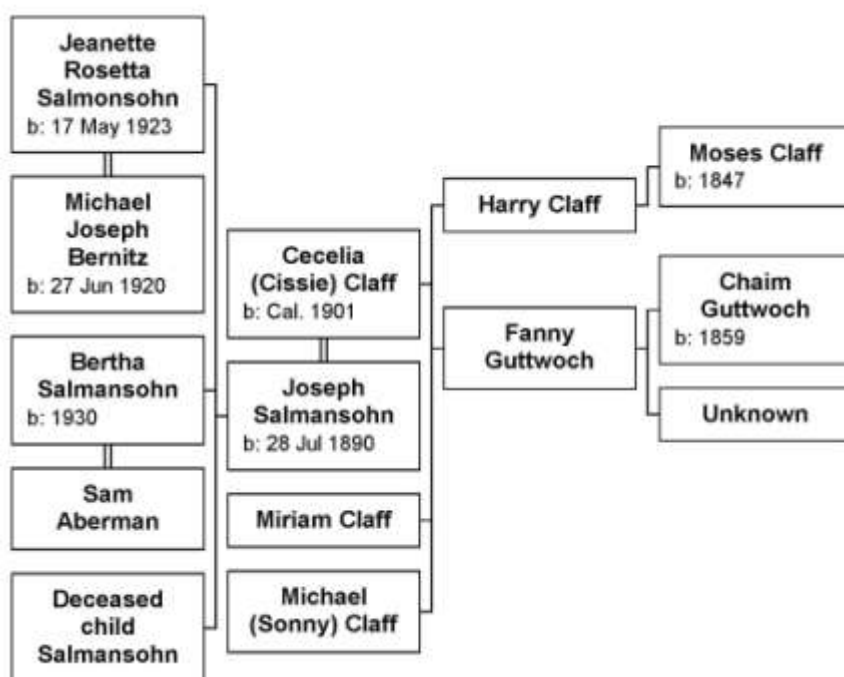 Jeanette
Rosetta
Salmonsohn
b: 17 May 1923
Michael
Joseph
Bernitz
b: 27 Jun 1920
Bertha
Salmansohn
b: 1930
Sam
Aberman
Deceased
child
Salmansohn
Cecelia
(Cissie) Claff
b: Cal. 1901
Joseph
Salmansohn
b: 28 Jul 1890
Miriam Claff
Michael
(Sonny) Claff
Harry Claff
Fanny
Guttwoch
Moses Claff
b: 1847
Chaim
Guttwoch
b: 1859
Unknown